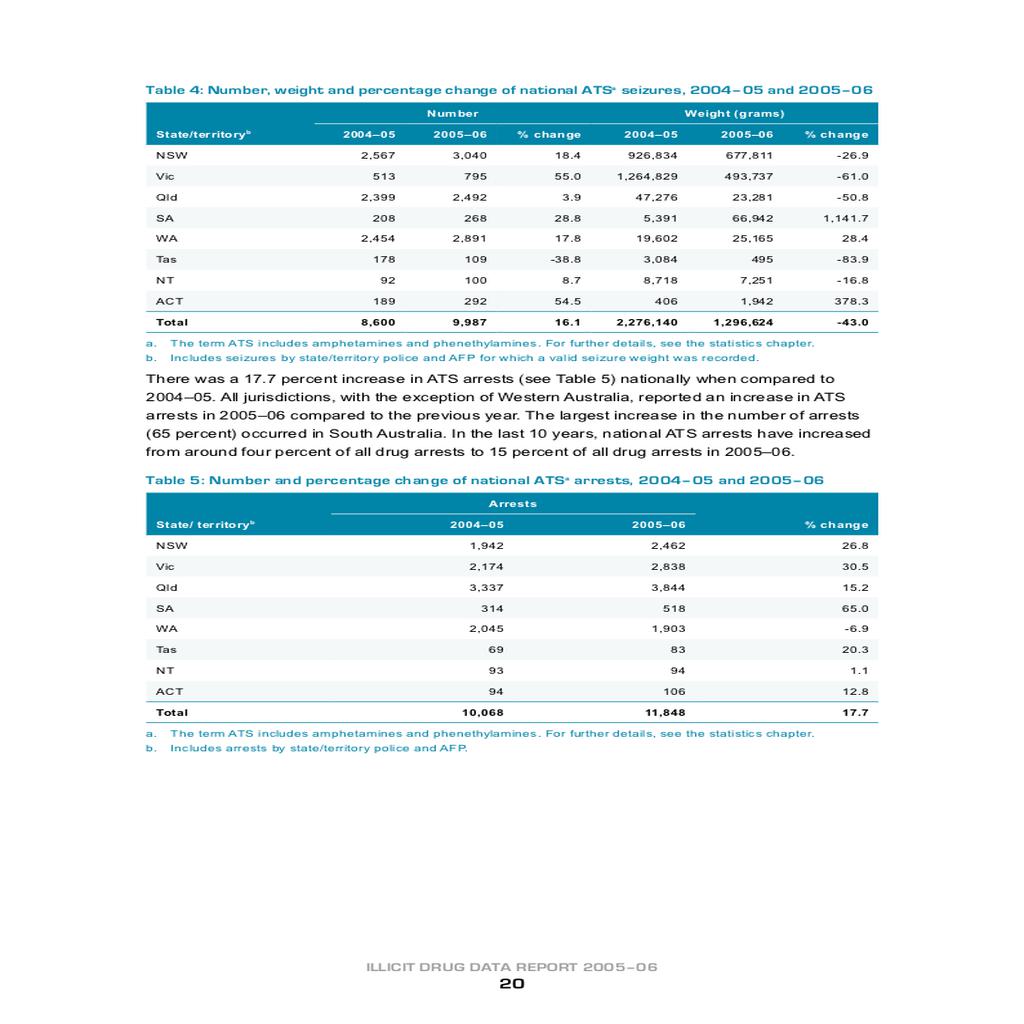 Table 4: Number, weight and percentage change of national ATSa seizures, 2004–05 and 2005–06
Number Weight (grams)
State/territoryb 2004–05 2005–06 % change 2004–05 2005–06 % change
NSW 2,567 3,040 18.4 926,834 677,811 -26.9
Vic 513 795 55.0 1,264,829 493,737 -61.0
Qld 2,399 2,492 3.9 47,276 23,281 -50.8
SA 208 268 28.8 5,391 66,942 1,141.7
WA 2,454 2,891 17.8 19,602 25,165 28.4
Tas 178 109 -38.8 3,084 495 -83.9
NT 92 100 8.7 8,718 7,251 -16.8
ACT 189 292 54.5 406 1,942 378.3
Total 8,600 9,987 16.1 2,276,140 1,296,624 -43.0
a. The term ATS includes amphetamines and phenethylamines. For further details, see the statistics chapter.
b. Includes seizures by state/territory police and AFP for which a valid seizure weight was recorded.
There was a 17.7 percent increase in ATS arrests (see Table 5) nationally when compared to
2004–05. All jurisdictions, with the exception of Western Australia, reported an increase in ATS
arrests in 2005–06 compared to the previous year. The largest increase in the number of arrests
(65 percent) occurred in South Australia. In the last 10 years, national ATS arrests have increased
from around four percent of all drug arrests to 15 percent of all drug arrests in 2005–06.
Table 5: Number and percentage change of national ATSa arrests, 2004–05 and 2005–06
Arrests
State/ territoryb 2004–05 2005–06 % change
NSW 1,942 2,462 26.8
Vic 2,174 2,838 30.5
Qld 3,337 3,844 15.2
SA 314 518 65.0
WA 2,045 1,903 -6.9
Tas 69 83 20.3
NT 93 94 1.1
ACT 94 106 12.8
Total 10,068 11,848 17.7
a. The term ATS includes amphetamines and phenethylamines. For further details, see the statistics chapter.
b. Includes arrests by state/territory police and AFP.
ILLICIT DRUG DATA REPORT 2005–06
20